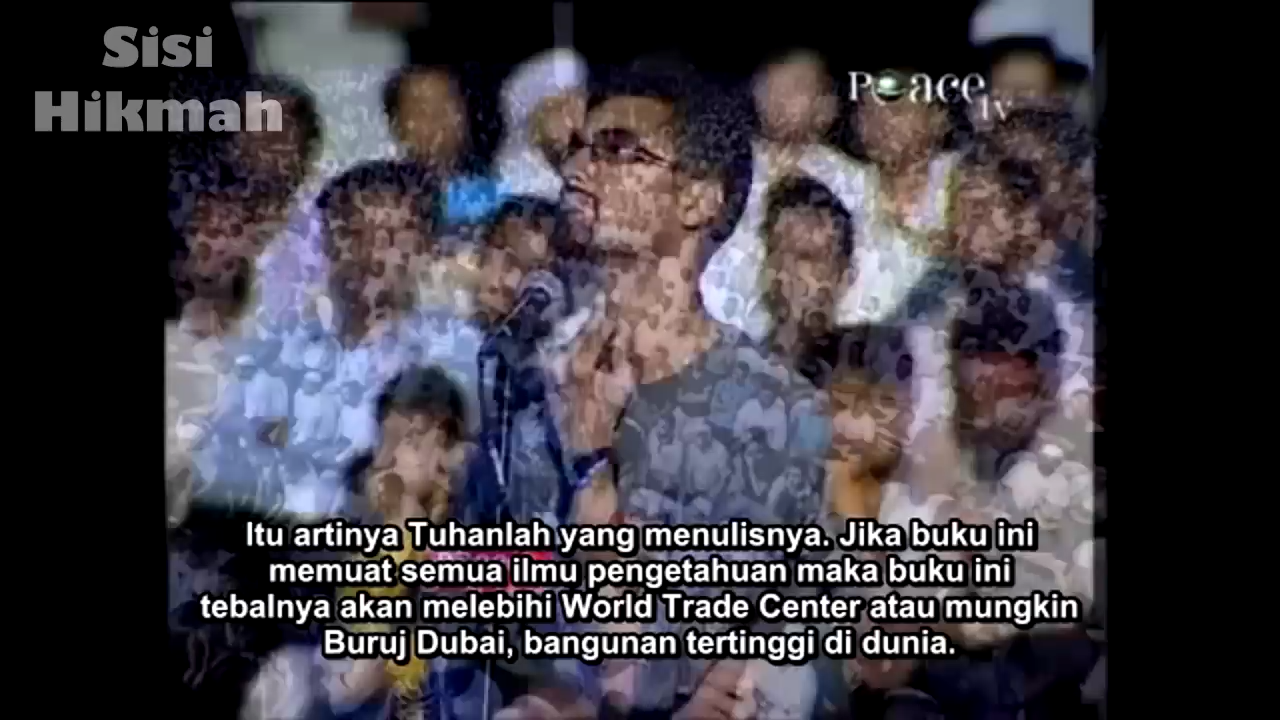 Sisi
Hikmah
Peace
tv
Itu artinya Tuhanlah yang menulisnya. Jika buku ini
memuat semua ilmu pengetahuan maka buku ini
tebalnya akan melebihi World Trade Center atau mungkin
Buruj Dubai, bangunan tertinggi di dunia.